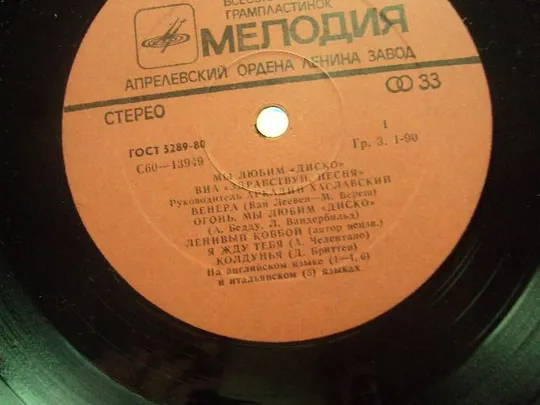 ГРАМПЛАСТИНОК
МЕЛОДИЯ
АПРЕЛЕВСКИЙ ОРДЕНА ЛЕНИНА ЗАВОД
СТЕРЕО
33
ГОСТ 5289-80
1
С60—13949
Гр. 3. 1-90
МЫ ЛЮБИМ «ДИСКО»
ВИА «ЗДРАВСТВУЙ, ПЕСНЯ»
Руководитель АРКАДИЙ ХАСЛАВСКИЙ
ВЕНЕРА (Ван Леевен—М. Береш)
ОГОНЬ, МЫ ЛЮБИМ «ДИСКО»
(А. Бедду, Л. Вандербильд)
ЛЕНИВЫЙ КОВБОЙ (автор неизв.)
Я ЖДУ ТЕБЯ (А. Челентано)
КОЛДУНЬЯ (Д. Бриттен)
На английском языке (1—4, 6)
и итальянском (5) языках